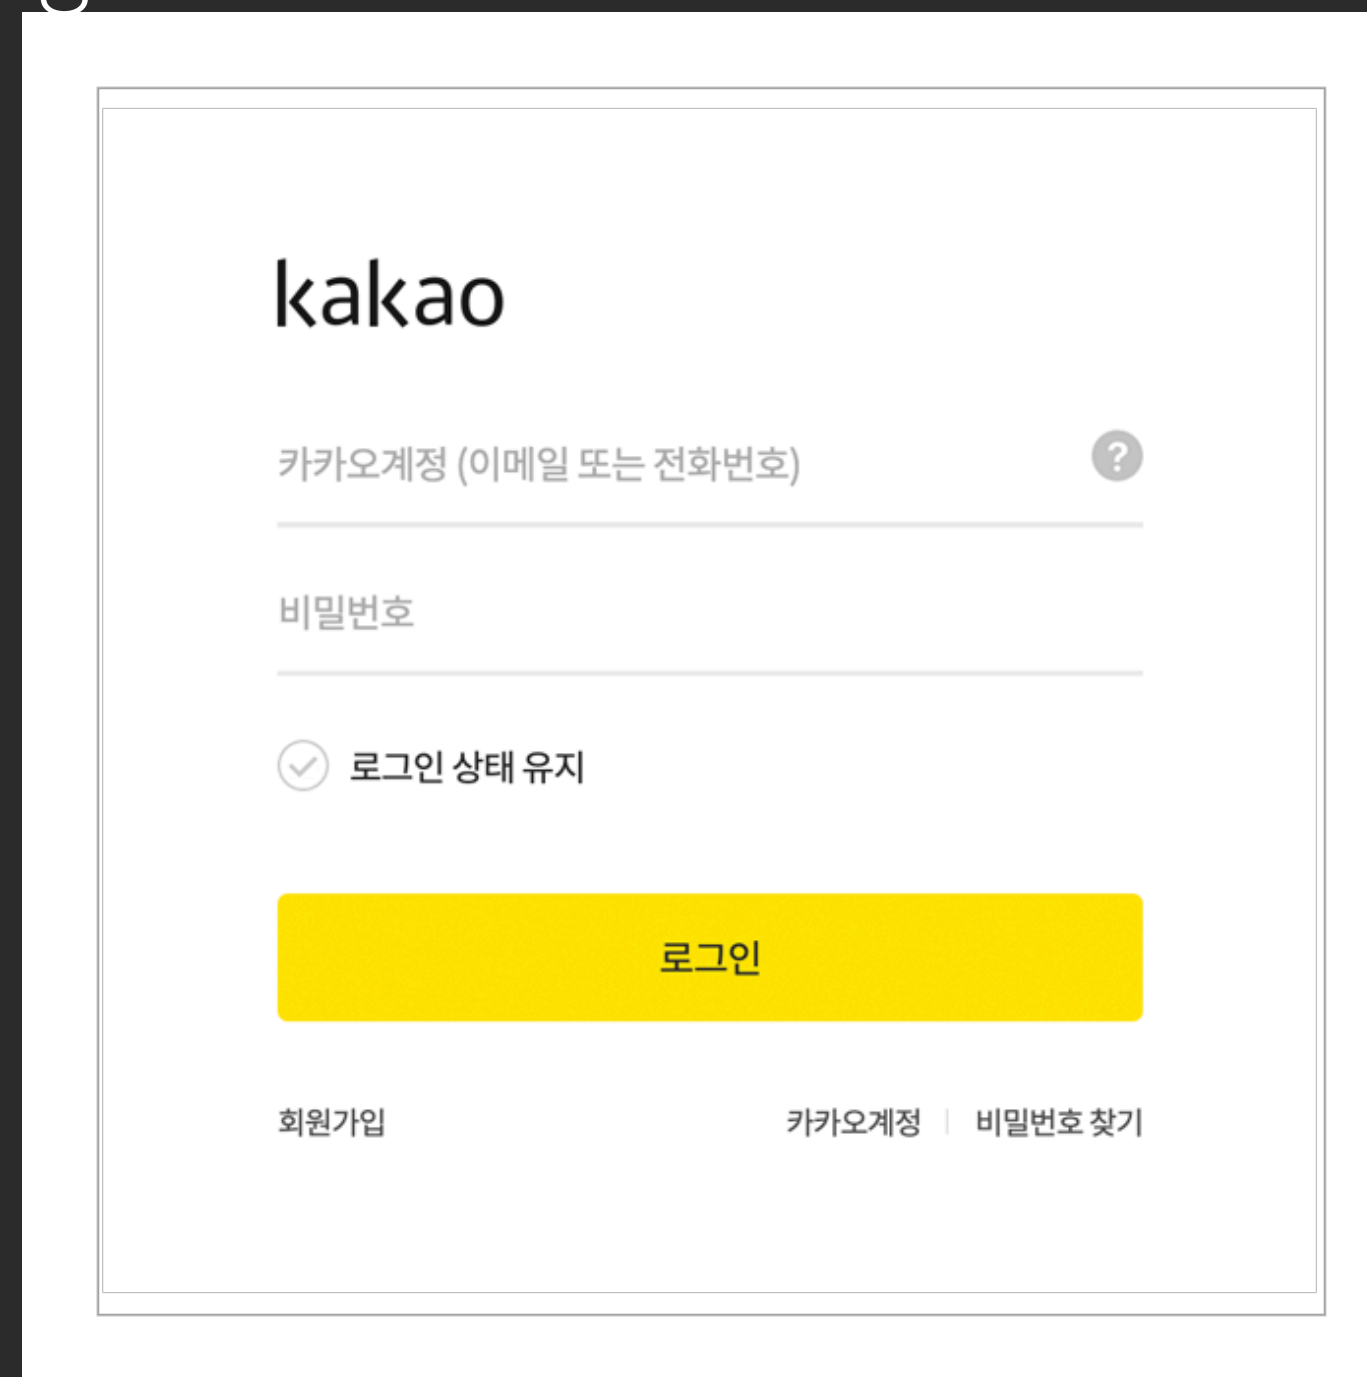 kakao
카카오계정 (이메일 또는 전화번호)
?
비밀번호
로그인 상태 유지
로그인
회원가입
카카오계정 | 비밀번호 찾기